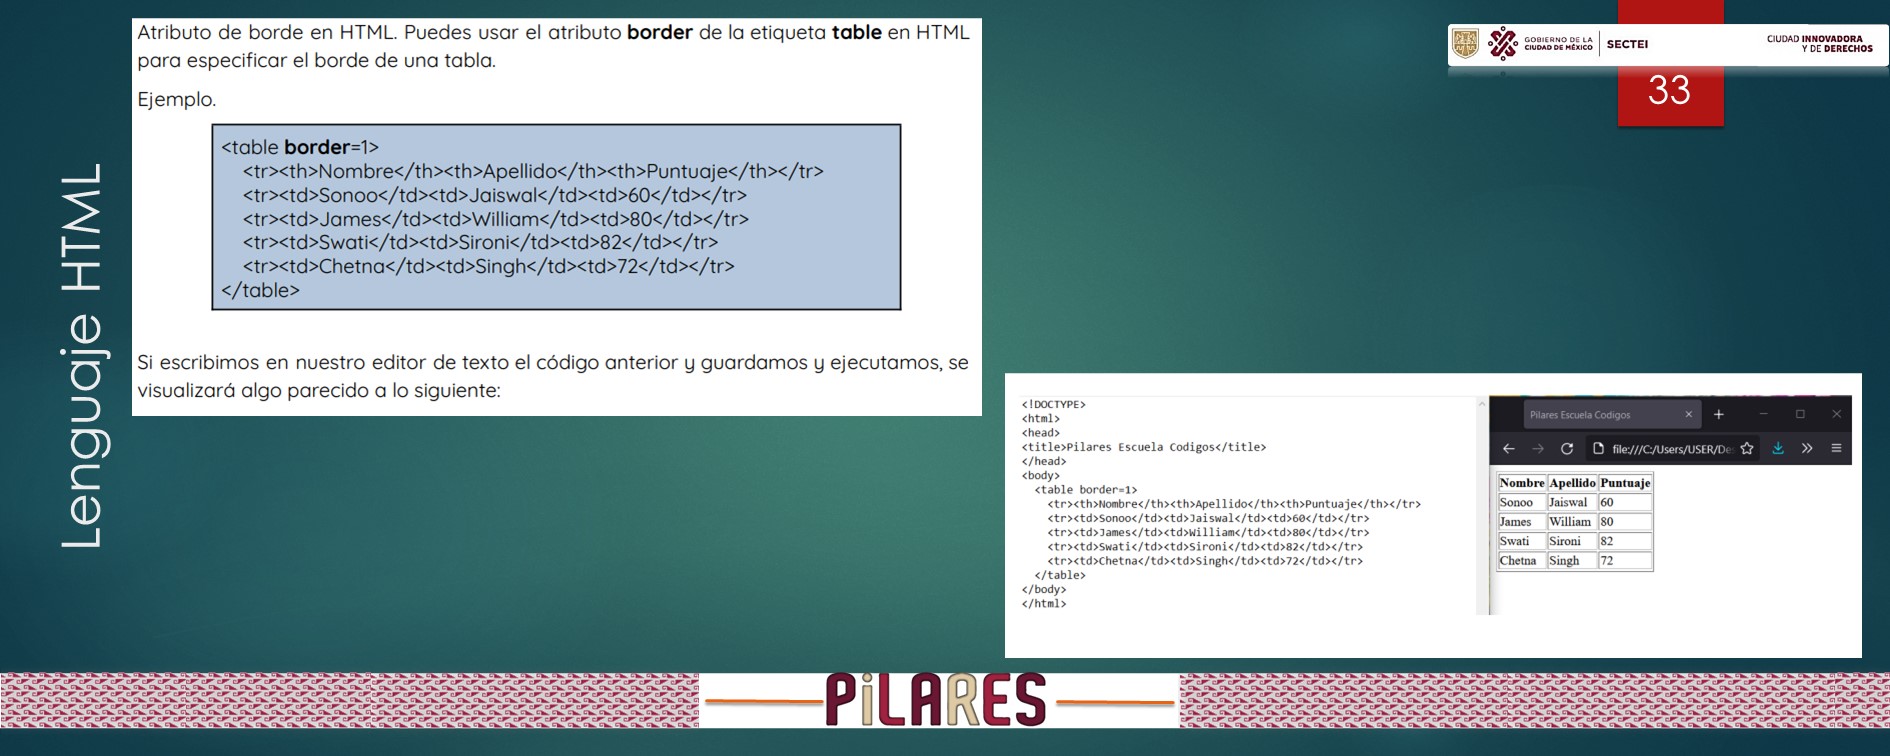 Lenguaje HTML
Atributo de borde en HTML. Puedes usar el atributo border de la etiqueta table en HTML
para especificar el borde de una tabla.
Ejemplo.
<table border=1>
<tr><th>Nombre</th><th>Apellido</th><th>Puntuaje</th></tr>
<tr><td>Sonoo</td><td>Jaiswal</td><td>60</td></tr>
<tr><td>James</td><td>William</td><td>80</td></tr>
<tr><td>Swati</td><td>Sironi</td><td>82</td></tr>
<tr><td>Chetna</td><td>Singh</td><td>72</td></tr>
</table>
Si escribimos en nuestro editor de texto el código anterior y guardamos y ejecutamos, se
visualizará algo parecido a lo siguiente:
GOBIERNO DE LA
CIUDAD DE MÉXICO
SECTEI
CIUDAD INNOVADORA
Y DE DERECHOS
33
<!DOCTYPE>
<html>
<head>
<title>Pilares Escuela Codigos</title>
</head>
<body>
<table border=1>
<tr><th>Nombre</th><th>Apellido</th><th>Puntuaje</th></tr>
<tr><td>Sonoo</td><td>Jaiswal</td><td>60</td></tr>
<tr><td>James</td><td>William</td><td>80</td></tr>
<tr><td>Swati</td><td>Sironi</td><td>82</td></tr>
<tr><td>Chetna</td><td>Singh</td><td>72</td></tr>
</table>
</body>
</html>
Pilares Escuela Codigos
file:///C:/Users/USER/De
Nombre Apellido Puntuaje
Sonoo Jaiswal 60
James William 80
Swati Sironi 82
Chetna Singh 72
PiLARES